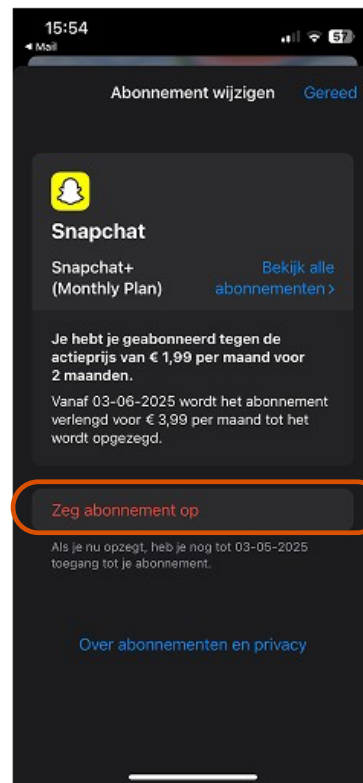 15:54
57
◀ Mail
Abonnement wijzigen
Gereed
Snapchat
Snapchat+
(Monthly Plan)
Bekijk alle
abonnementen >
Je hebt je geabonneerd tegen de
actieprijs van € 1,99 per maand voor
2 maanden.
Vanaf 03-06-2025 wordt het abonnement
verlengd voor € 3,99 per maand tot het
wordt opgezegd.
Zeg abonnement op
Als je nu opzegt, heb je nog tot 03-05-2025
toegang tot je abonnement.
Over abonnementen en privacy